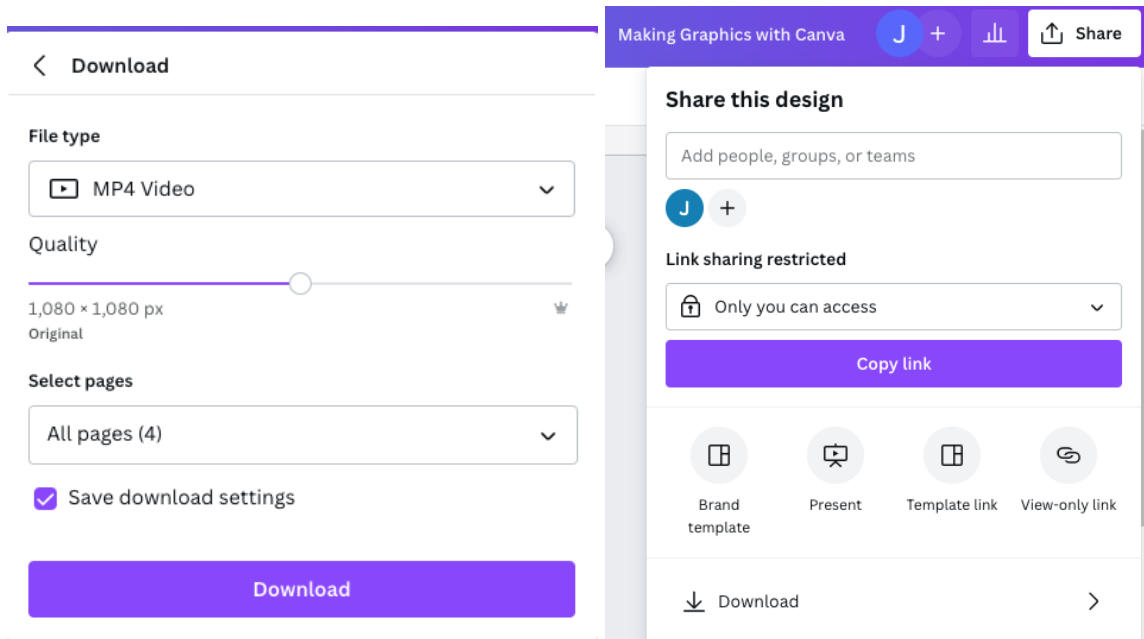 Download
File type
MP4 Video
Quality
1,080 × 1,080 px
Original
Select pages
All pages (4)
Save download settings
Download
Making Graphics with Canva
J
+
Share
Share this design
Add people, groups, or teams
J
+
Link sharing restricted
Only you can access
Copy link
Brand
template
Present
Template link
View-only link
Download